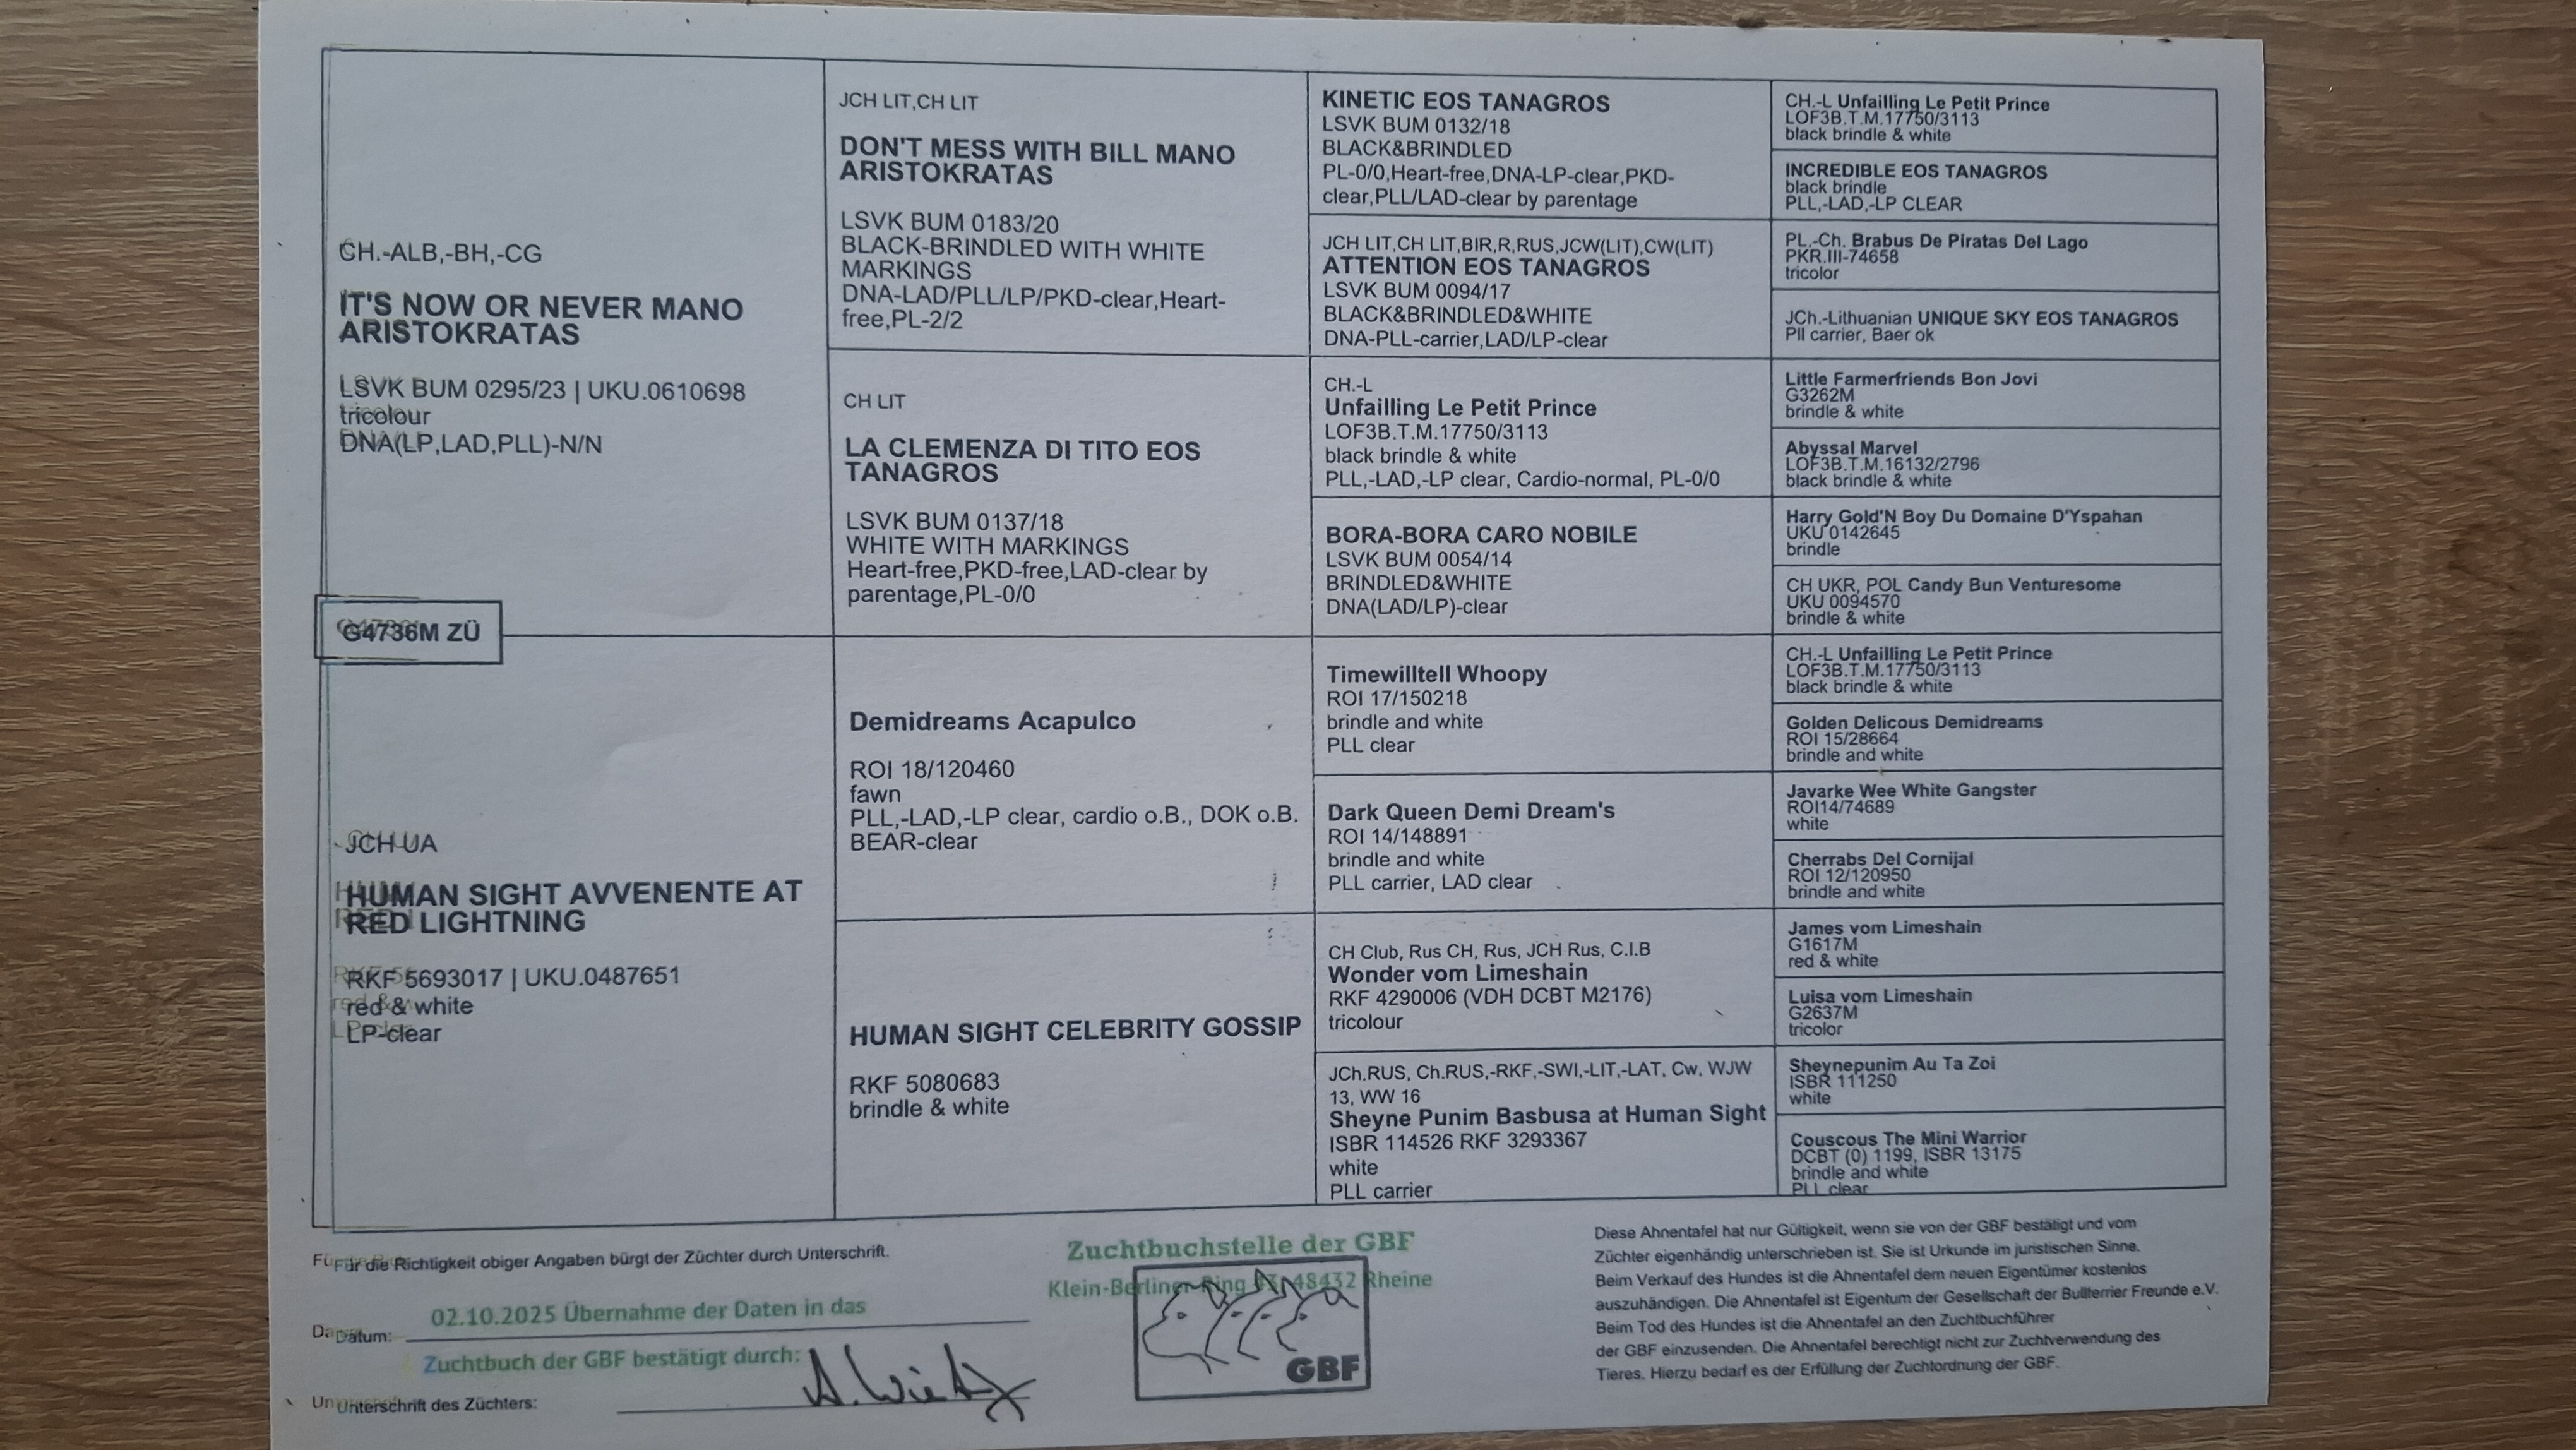 CH.-ALB,-BH,-CG
IT'S NOW OR NEVER MANO
ARISTOKRATAS
LSVK BUM 0295/23 | UKU.0610698
tricolour
DNA(LP,LAD,PLL)-N/N
G4736M ZÜ
JCH UA
HUMAN SIGHT AVVENENTE AT
RED LIGHTNING
RKF 5693017 | UKU.0487651
red & white
LP-clear
JCH LIT,CH LIT
DON'T MESS WITH BILL MANO
ARISTOKRATAS
LSVK BUM 0183/20
BLACK-BRINDLED WITH WHITE
MARKINGS
DNA-LAD/PLL/LP/PKD-clear,Heart-
free,PL-2/2
CH LIT
LA CLEMENZA DI TITO EOS
TANAGROS
LSVK BUM 0137/18
WHITE WITH MARKINGS
Heart-free,PKD-free,LAD-clear by
parentage,PL-0/0
Demidreams Acapulco
ROI 18/120460
fawn
PLL,-LAD,-LP clear, cardio o.B., DOK o.B.
BEAR-clear
HUMAN SIGHT CELEBRITY GOSSIP
RKF 5080683
brindle & white
KINETIC EOS TANAGROS
LSVK BUM 0132/18
BLACK&BRINDLED
PL-0/0,Heart-free,DNA-LP-clear,PKD-
clear,PLL/LAD-clear by parentage
JCH LIT,CH LIT,BIR,R,RUS,JCW(LIT),CW(LIT)
ATTENTION EOS TANAGROS
LSVK BUM 0094/17
BLACK&BRINDLED&WHITE
DNA-PLL-carrier,LAD/LP-clear
CH.-L
Unfailling Le Petit Prince
LOF3B.T.M.17750/3113
black brindle & white
PLL,-LAD,-LP clear, Cardio-normal, PL-0/0
BORA-BORA CARO NOBILE
LSVK BUM 0054/14
BRINDLED&WHITE
DNA(LAD/LP)-clear
Timewilltell Whoopy
ROI 17/150218
brindle and white
PLL clear
Dark Queen Demi Dream's
ROI 14/148891
brindle and white
PLL carrier, LAD clear
CH Club, Rus CH, Rus, JCH Rus, C.I.B
Wonder vom Limeshain
RKF 4290006 (VDH DCBT M2176)
tricolour
JCh.RUS, Ch.RUS,-RKF,-SWI,-LIT,-LAT, Cw, WJW
13, WW 16
Sheyne Punim Basbusa at Human Sight
ISBR 114526 RKF 3293367
white
PLL carrier
CH.-L Unfailling Le Petit Prince
LOF3B.T.M.17750/3113
black brindle & white
INCREDIBLE EOS TANAGROS
black brindle
PLL,-LAD,-LP CLEAR
PL.-Ch. Brabus De Piratas Del Lago
PKR.III-74658
tricolor
JCh.-Lithuanian UNIQUE SKY EOS TANAGROS
Pll carrier, Baer ok
Little Farmerfriends Bon Jovi
G3262M
brindle & white
Abyssal Marvel
LOF3B.T.M.16132/2796
black brindle & white
Harry Gold'N Boy Du Domaine D'Yspahan
UKU 0142645
brindle
CH UKR, POL Candy Bun Venturesome
UKU 0094570
brindle & white
CH.-L Unfailling Le Petit Prince
LOF3B.T.M.17750/3113
black brindle & white
Golden Delicous Demidreams
ROI 15/28664
brindle and white
Javarke Wee White Gangster
ROI14/74689
white
Cherrabs Del Cornijal
ROI 12/120950
brindle and white
James vom Limeshain
G1617M
red & white
Luisa vom Limeshain
G2637M
tricolor
Sheynepunim Au Ta Zoi
ISBR 111250
white
Couscous The Mini Warrior
DCBT (0) 1199, ISBR 13175
brindle and white
PLL clear
Für die Richtigkeit obiger Angaben bürgt der Züchter durch Unterschrift.
Datum: 02.10.2025 Übernahme der Daten in das
Zuchtbuch der GBF bestätigt durch:
Unterschrift des Züchters:
Zuchtbuchstelle der GBF
Klein-Berliner-Ring 48432 Rheine
GBF
Diese Ahnentafel hat nur Gültigkeit, wenn sie von der GBF bestätigt und vom
Züchter eigenhändig unterschrieben ist. Sie ist Urkunde im juristischen Sinne.
Beim Verkauf des Hundes ist die Ahnentafel dem neuen Eigentümer kostenlos
auszuhändigen. Die Ahnentafel ist Eigentum der Gesellschaft der Bullterrier Freunde e.V.
Beim Tod des Hundes ist die Ahnentafel an den Zuchtbuchführer
der GBF einzusenden. Die Ahnentafel berechtigt nicht zur Zuchtverwendung des
Tieres. Hierzu bedarf es der Erfüllung der Zuchtordnung der GBF.